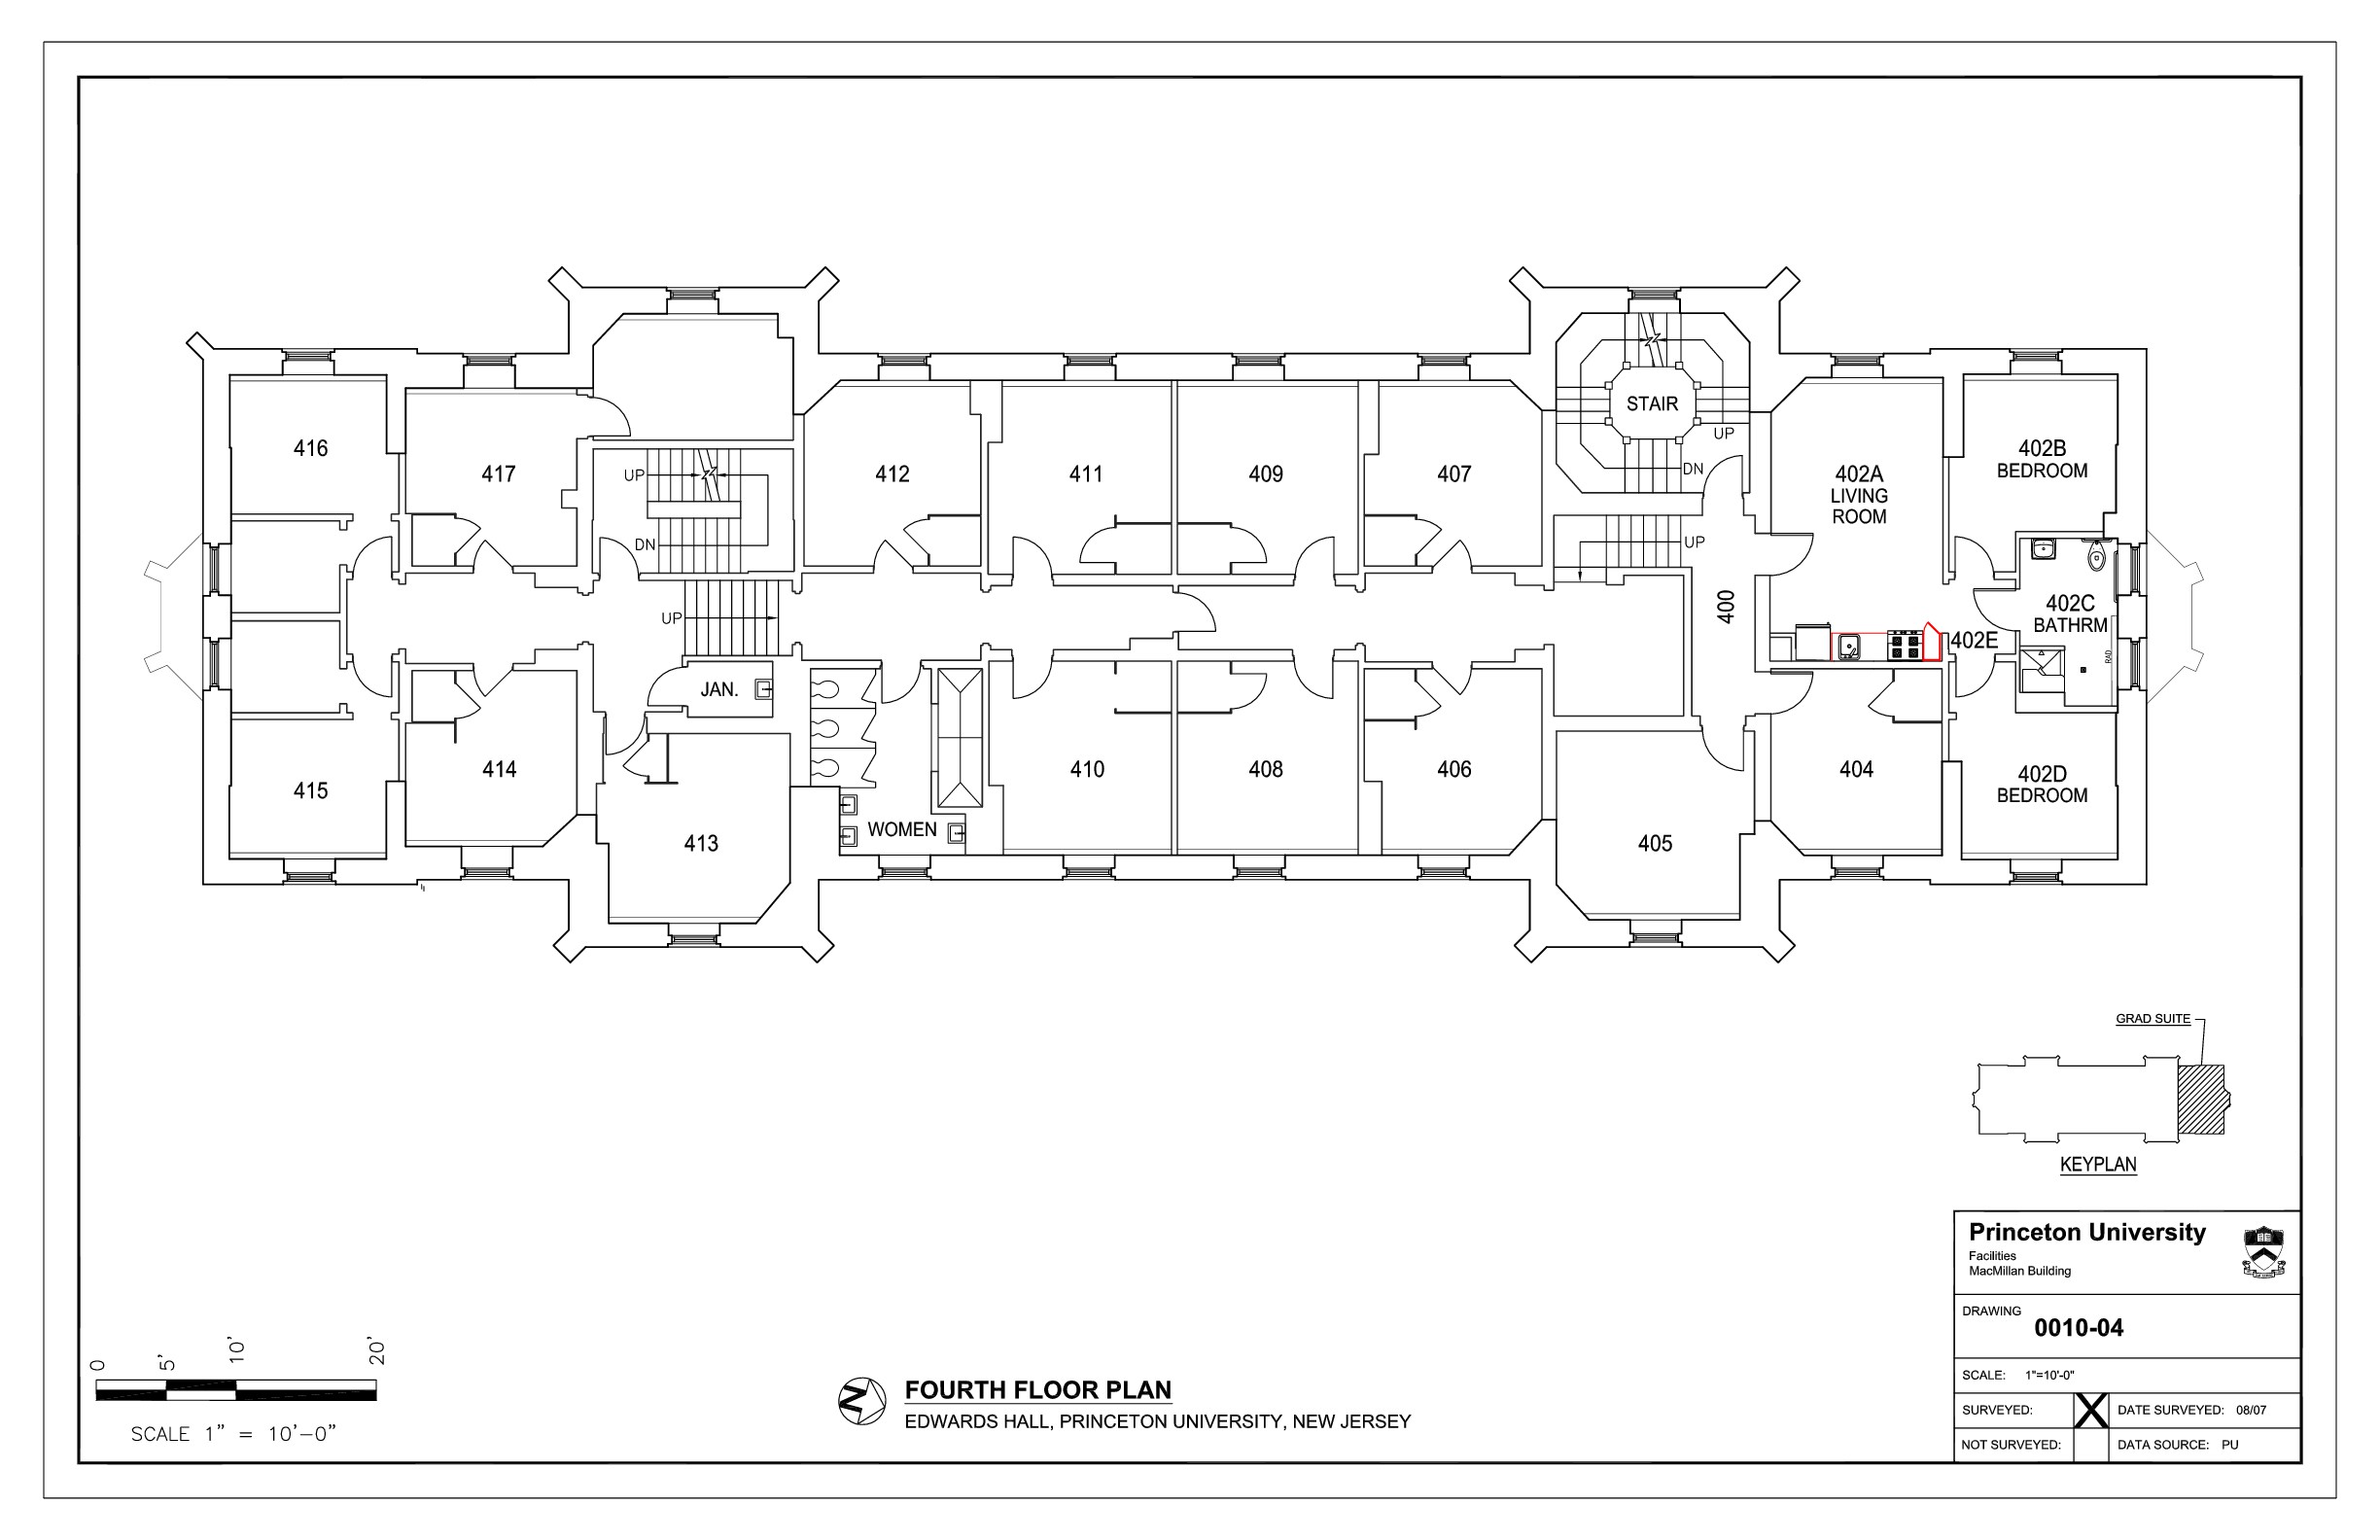 416
417
UP
DN
UP
412
411
409
407
STAIR
UP
DN
UP
400
402A
LIVING
ROOM
402B
BEDROOM
402C
BATHRM
RAD
402E
402D
BEDROOM
415
414
JAN.
413
WOMEN
410
408
406
405
404
GRAD SUITE
KEYPLAN
Princeton University
Facilities
MacMillan Building
DRAWING
0010-04
SCALE: 1"=10'-0"
SURVEYED: X DATE SURVEYED: 08/07
NOT SURVEYED: DATA SOURCE: PU
0 5' 10' 20'
SCALE 1" = 10'-0"
N
FOURTH FLOOR PLAN
EDWARDS HALL, PRINCETON UNIVERSITY, NEW JERSEY